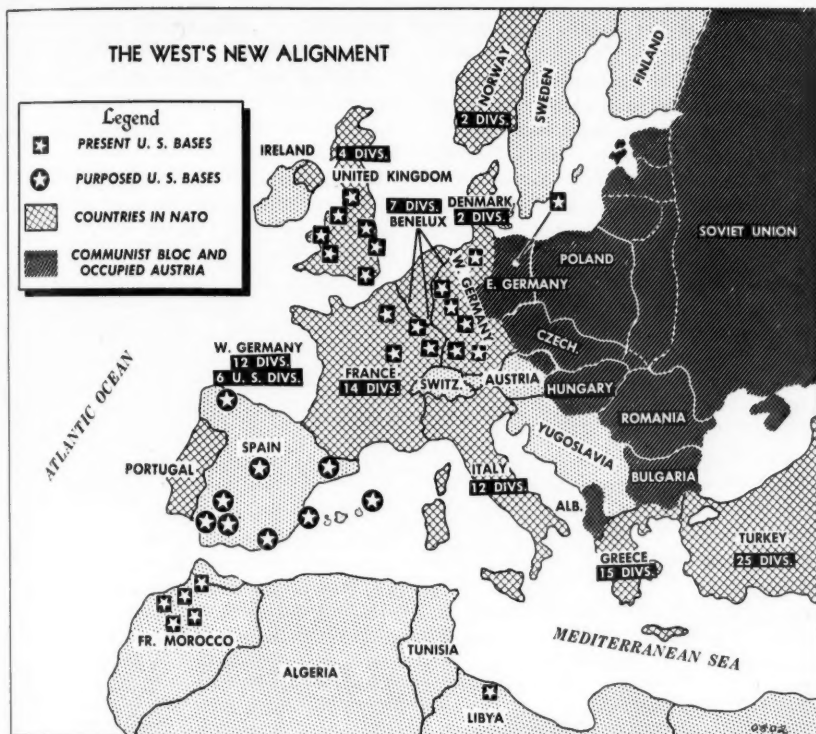 THE WEST'S NEW ALIGNMENT
Legend
PRESENT U. S. BASES
PURPOSED U. S. BASES
COUNTRIES IN NATO
COMMUNIST BLOC AND
OCCUPIED AUSTRIA
NORWAY
2 DIVS.
SWEDEN
FINLAND
IRELAND
4 DIVS.
UNITED KINGDOM
7 DIVS.
BENELUX
DENMARK
2 DIVS.
SOVIET UNION
POLAND
E. GERMANY
W. GERMANY
CZECH.
W. GERMANY
12 DIVS.
6 U. S. DIVS.
FRANCE
14 DIVS.
SWITZ.
AUSTRIA
HUNGARY
ROMANIA
YUGOSLAVIA
BULGARIA
ATLANTIC OCEAN
PORTUGAL
SPAIN
ITALY
12 DIVS.
ALB.
GREECE
15 DIVS.
TURKEY
25 DIVS.
MEDITERRANEAN SEA
FR. MOROCCO
ALGERIA
TUNISIA
LIBYA